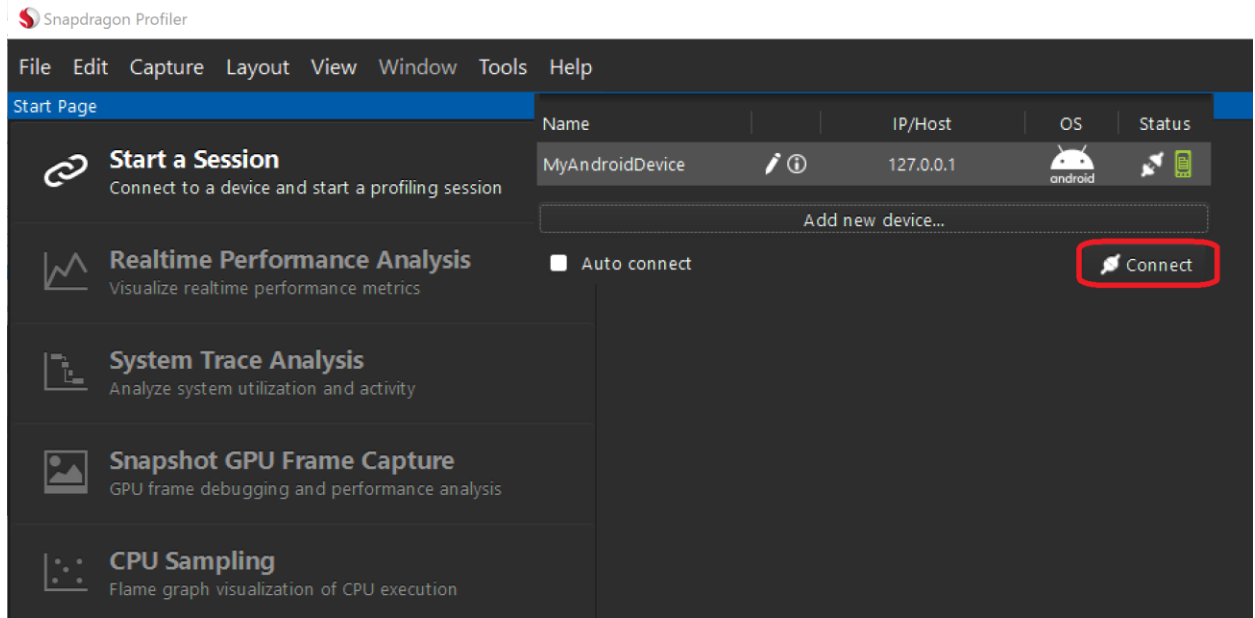 Snapdragon Profiler
File Edit Capture Layout View Window Tools Help
Start Page
Start a Session
Connect to a device and start a profiling session
Realtime Performance Analysis
Visualize realtime performance metrics
System Trace Analysis
Analyze system utilization and activity
Snapshot GPU Frame Capture
GPU frame debugging and performance analysis
CPU Sampling
Flame graph visualization of CPU execution
Name IP/Host OS Status
MyAndroidDevice 127.0.0.1 android
Add new device...
Auto connect Connect